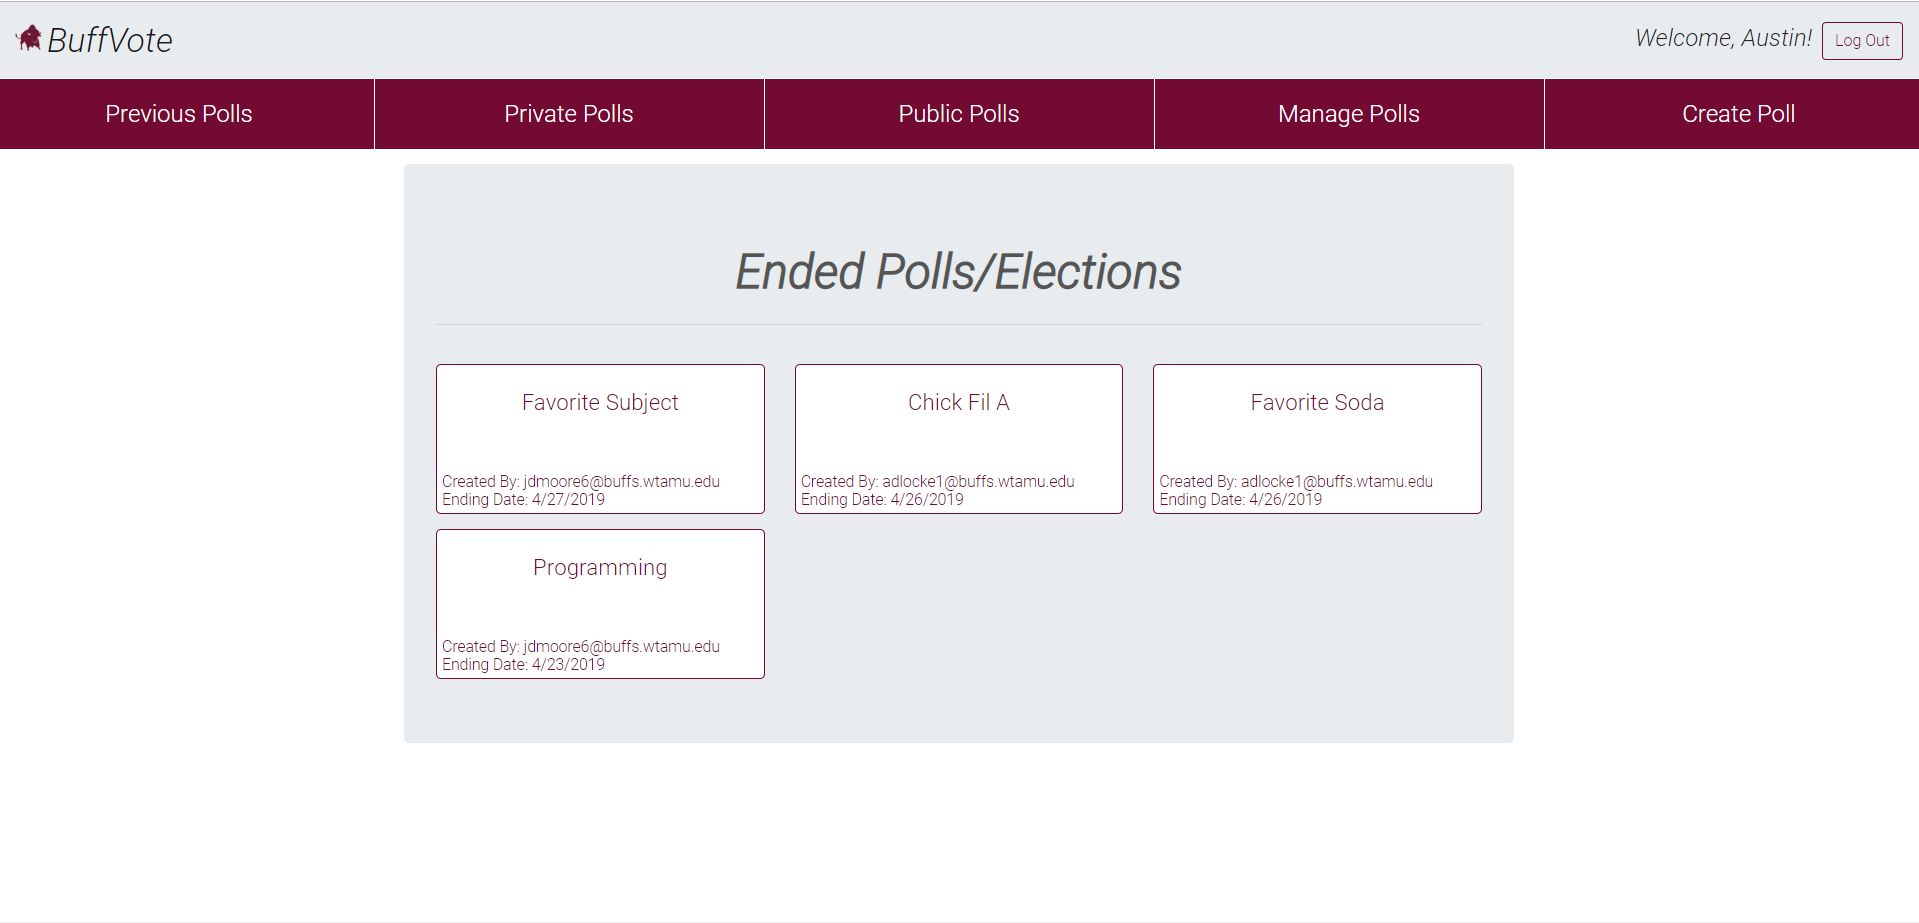 BuffVote
Welcome, Austin!
Log Out
Previous Polls
Private Polls
Public Polls
Manage Polls
Create Poll
Ended Polls/Elections
Favorite Subject
Created By: jdmoore6@buffs.wtamu.edu
Ending Date: 4/27/2019
Chick Fil A
Created By: adlocke1@buffs.wtamu.edu
Ending Date: 4/26/2019
Favorite Soda
Created By: adlocke1@buffs.wtamu.edu
Ending Date: 4/26/2019
Programming
Created By: jdmoore6@buffs.wtamu.edu
Ending Date: 4/23/2019